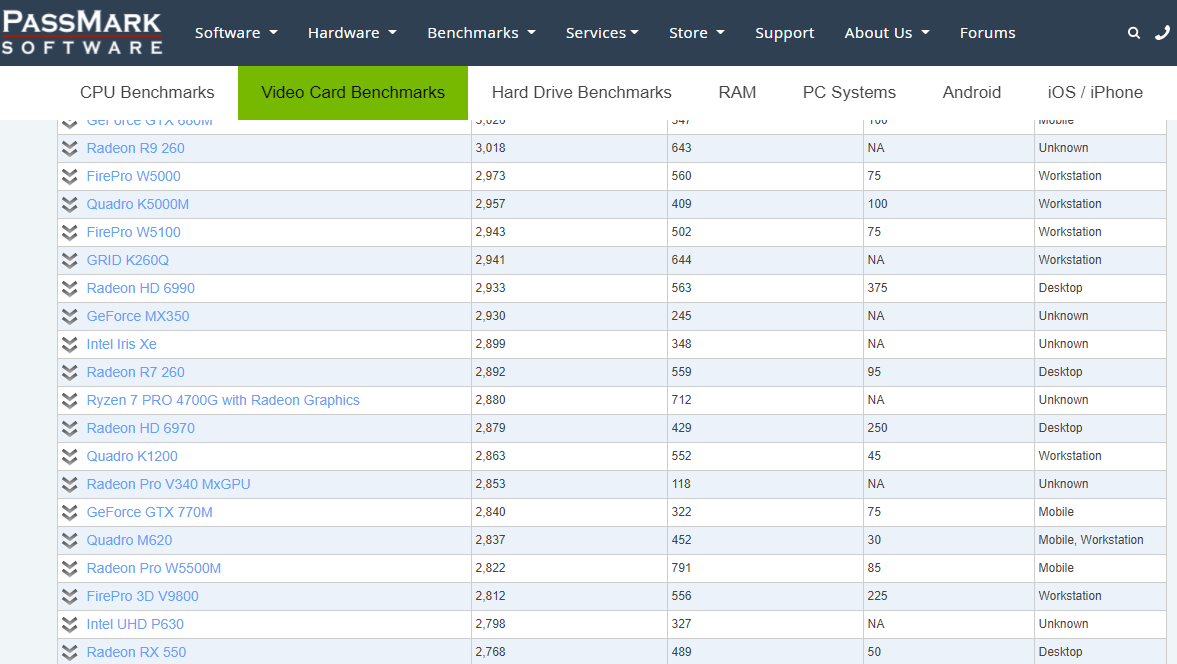 PASSMARK
SOFTWARE
Software Hardware Benchmarks Services Store Support About Us Forums
CPU Benchmarks Video Card Benchmarks Hard Drive Benchmarks RAM PC Systems Android iOS / iPhone
GeForce GTX 880M 3,020 347 100 Mobile
Radeon R9 260 3,018 643 NA Unknown
FirePro W5000 2,973 560 75 Workstation
Quadro K5000M 2,957 409 100 Workstation
FirePro W5100 2,943 502 75 Workstation
GRID K260Q 2,941 644 NA Workstation
Radeon HD 6990 2,933 563 375 Desktop
GeForce MX350 2,930 245 NA Unknown
Intel Iris Xe 2,899 348 NA Unknown
Radeon R7 260 2,892 559 95 Desktop
Ryzen 7 PRO 4700G with Radeon Graphics 2,880 712 NA Unknown
Radeon HD 6970 2,879 429 250 Desktop
Quadro K1200 2,863 552 45 Workstation
Radeon Pro V340 MxGPU 2,853 118 NA Unknown
GeForce GTX 770M 2,840 322 75 Mobile
Quadro M620 2,837 452 30 Mobile, Workstation
Radeon Pro W5500M 2,822 791 85 Mobile
FirePro 3D V9800 2,812 556 225 Workstation
Intel UHD P630 2,798 327 NA Unknown
Radeon RX 550 2,768 489 50 Desktop